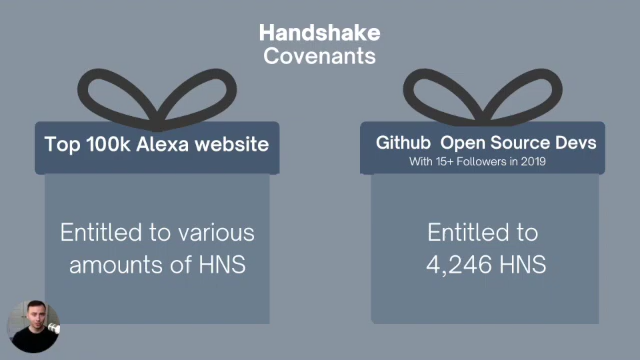 Handshake
Covenants
Top 100k Alexa website
Entitled to various
amounts of HNS
Github Open Source Devs
With 15+ Followers in 2019
Entitled to
4,246 HNS